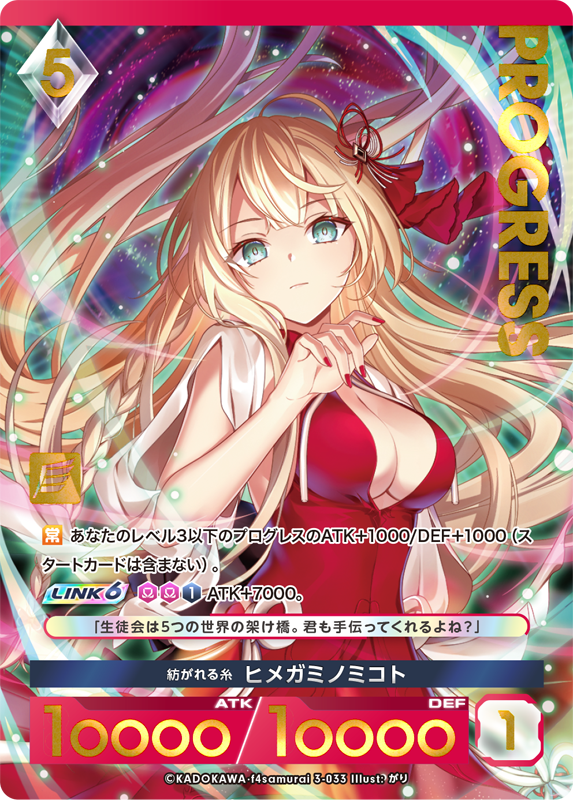 5
PROGRESS
常 あなたのレベル3以下のプログレスのATK+1000/DEF+1000(ス
タートカードは含まない)。
LINK 6 ΩΩ1 ATK+7000。
「生徒会は5つの世界の架け橋。君も手伝ってくれるよね?」
紡がれる糸 ヒメガミノミコト
ATK DEF
10000/10000 1
©KADOKAWA・f4samurai 3-033 Illust: がり